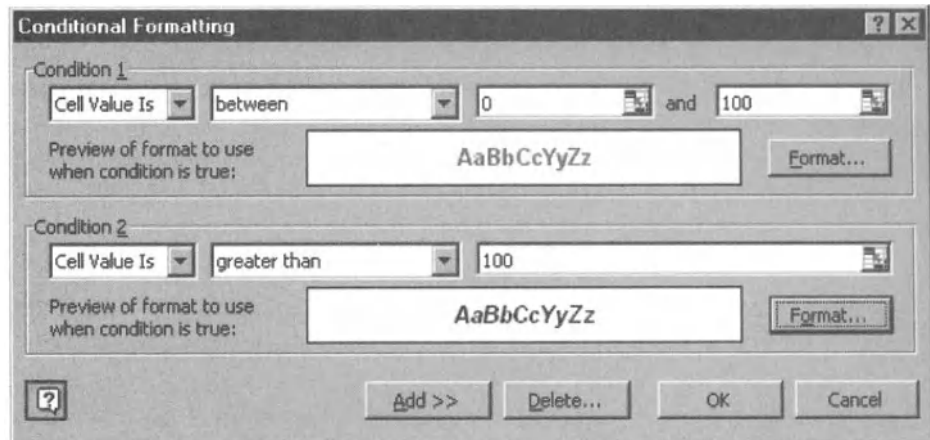 Conditional Formatting
Condition 1
Cell Value Is between 0 and 100
Preview of format to use
when condition is true:
AaBbCcYyZz
Format...
Condition 2
Cell Value Is greater than 100
Preview of format to use
when condition is true:
AaBbCcYyZz
Format...
Add >> Delete... OK Cancel